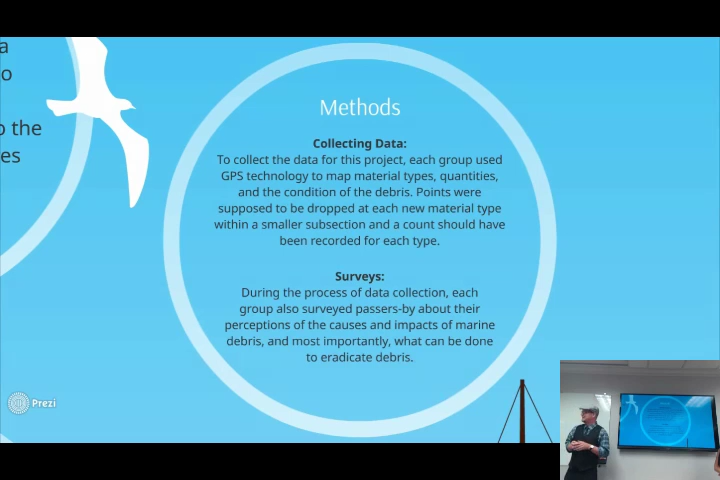 a
o
o the
es
Methods
Collecting Data:
To collect the data for this project, each group used
GPS technology to map material types, quantities,
and the condition of the debris. Points were
supposed to be dropped at each new material type
within a smaller subsection and a count should have
been recorded for each type.
Surveys:
During the process of data collection, each
group also surveyed passers-by about their
perceptions of the causes and impacts of marine
debris, and most importantly, what can be done
to eradicate debris.
Prezi